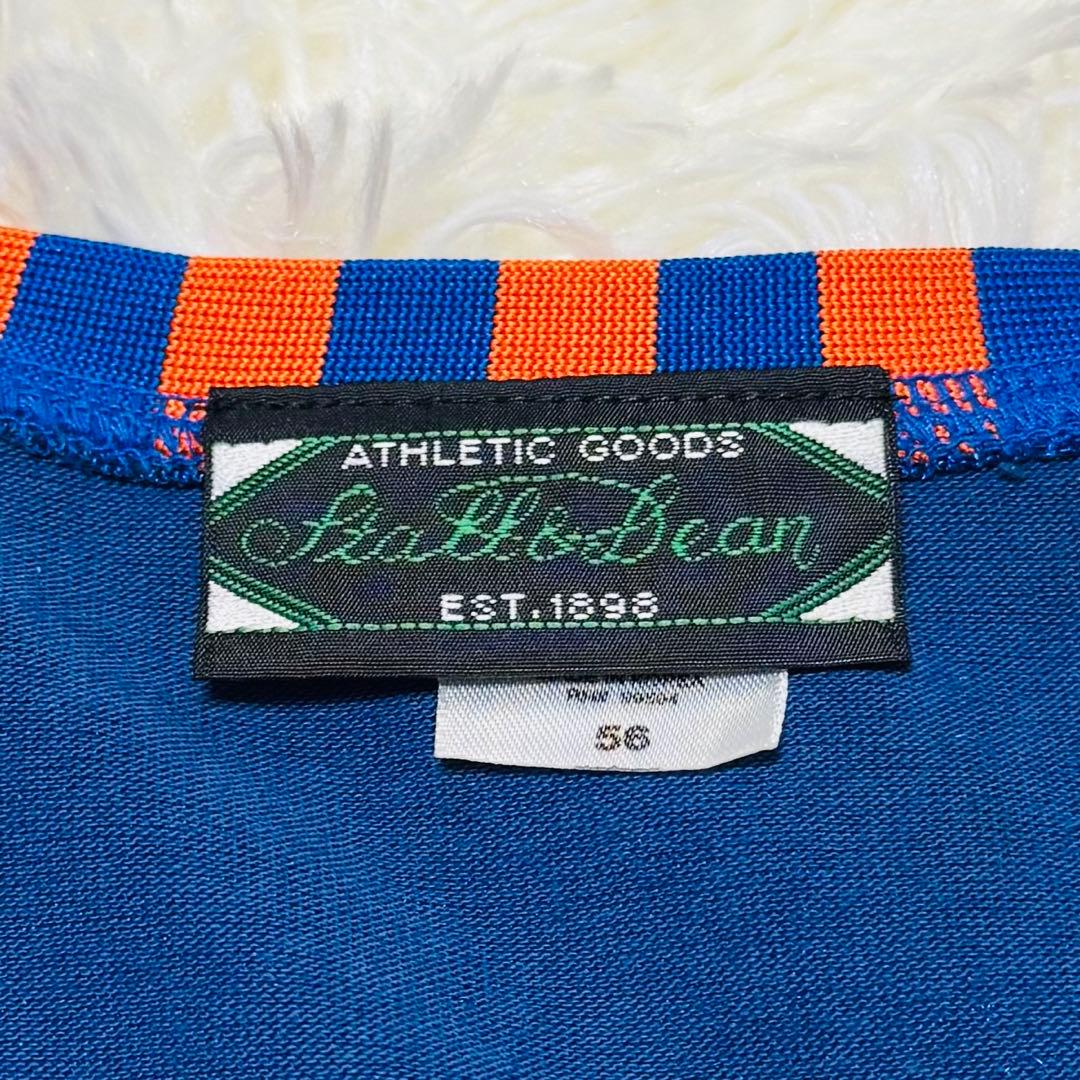 ATHLETIC GOODS
Stall & Dean
EST. 1898
56